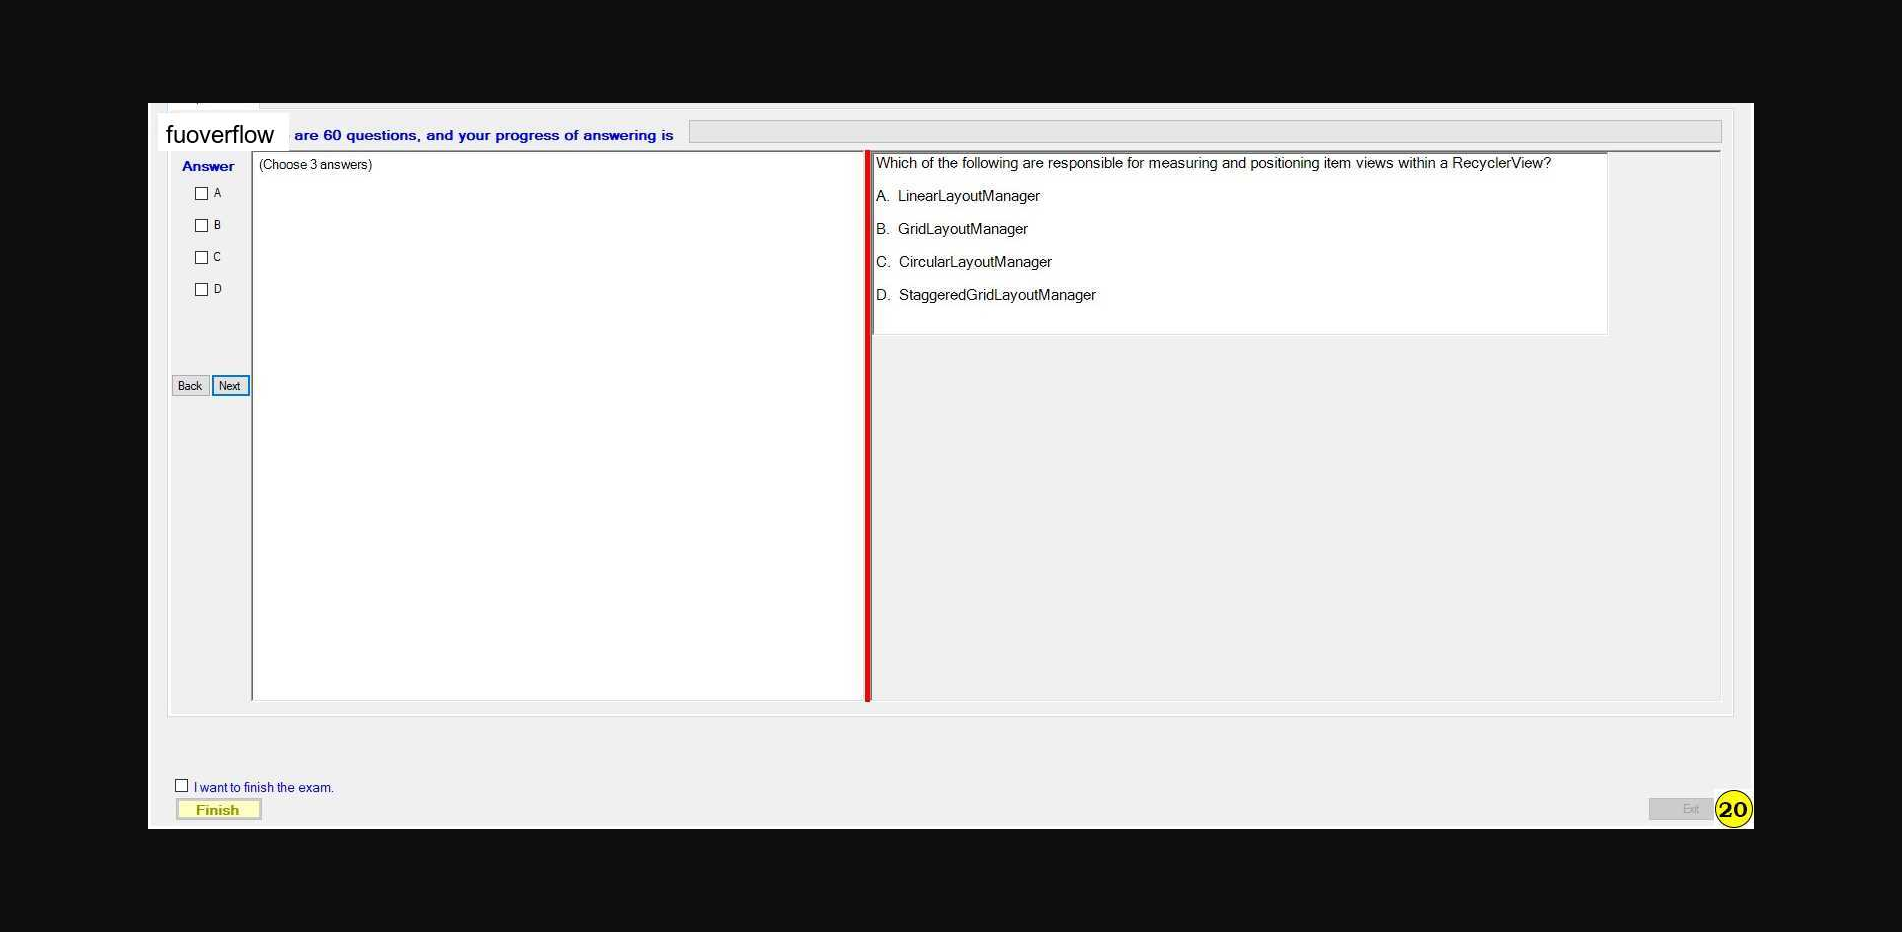 fuoverflow are 60 questions, and your progress of answering is
Answer
(Choose 3 answers)
A
B
C
D
Back Next
Which of the following are responsible for measuring and positioning item views within a RecyclerView?
A. LinearLayoutManager
B. GridLayoutManager
C. CircularLayoutManager
D. StaggeredGridLayoutManager
I want to finish the exam.
Finish
Exit
20